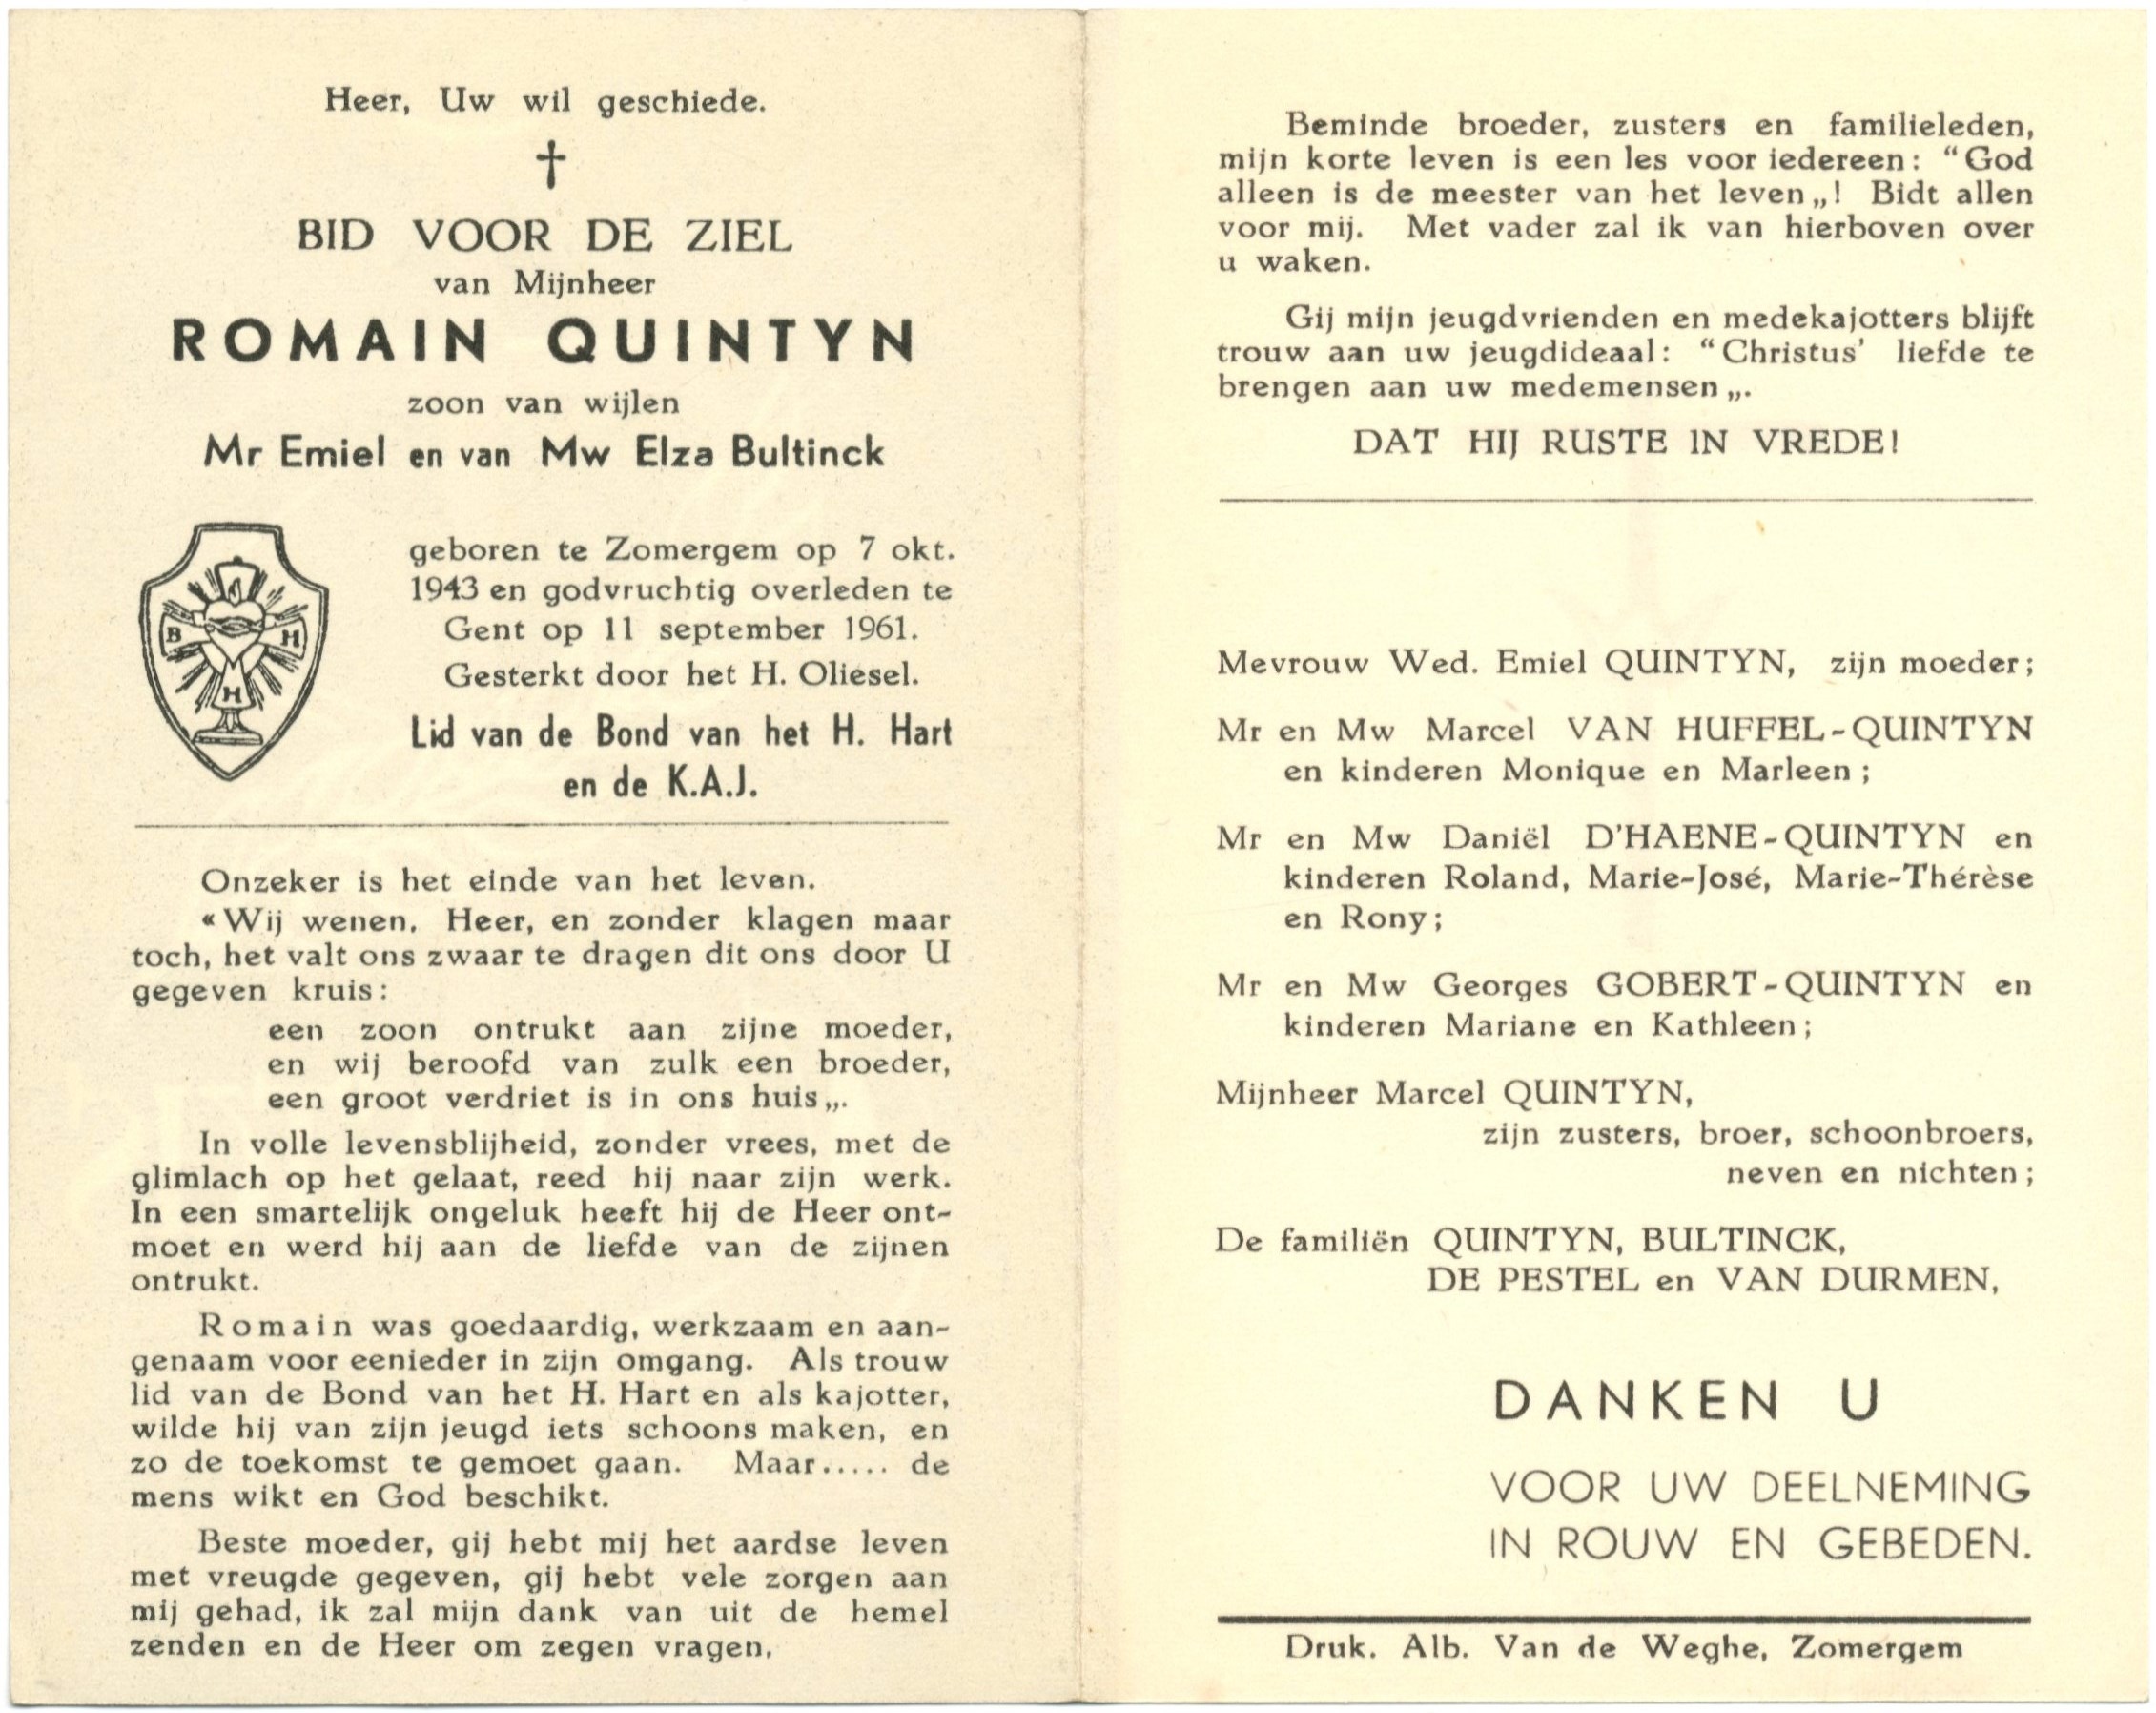 Heer, Uw wil geschiede.
BID VOOR DE ZIEL
van Mijnheer
ROMAIN QUINTYN
zoon van wijlen
Mr Emiel en van Mw Elza Bultinck
B H
H
geboren te Zomergem op 7 okt.
1943 en godvruchtig overleden te
Gent op 11 september 1961.
Gesterkt door het H. Oliesel.
Lid van de Bond van het H. Hart
en de K.A.J.
Onzeker is het einde van het leven.
« Wij wenen, Heer, en zonder klagen maar
toch, het valt ons zwaar te dragen dit ons door U
gegeven kruis:
een zoon ontrukt aan zijne moeder,
en wij beroofd van zulk een broeder,
een groot verdriet is in ons huis„.
In volle levensblijheid, zonder vrees, met de
glimlach op het gelaat, reed hij naar zijn werk.
In een smartelijk ongeluk heeft hij de Heer ont-
moet en werd hij aan de liefde van de zijnen
ontrukt.
Romain was goedaardig, werkzaam en aan-
genaam voor eenieder in zijn omgang. Als trouw
lid van de Bond van het H. Hart en als kajotter,
wilde hij van zijn jeugd iets schoons maken, en
zo de toekomst te gemoet gaan. Maar..... de
mens wikt en God beschikt.
Beste moeder, gij hebt mij het aardse leven
met vreugde gegeven, gij hebt vele zorgen aan
mij gehad, ik zal mijn dank van uit de hemel
zenden en de Heer om zegen vragen.
Beminde broeder, zusters en familieleden,
mijn korte leven is een les voor iedereen: “God
alleen is de meester van het leven„! Bidt allen
voor mij. Met vader zal ik van hierboven over
u waken.
Gij mijn jeugdvrienden en medekajotters blijft
trouw aan uw jeugdideaal: “Christus' liefde te
brengen aan uw medemensen„.
DAT HIJ RUSTE IN VREDE!
Mevrouw Wed. Emiel QUINTYN, zijn moeder;
Mr en Mw Marcel VAN HUFFEL-QUINTYN
en kinderen Monique en Marleen;
Mr en Mw Daniël D'HAENE-QUINTYN en
kinderen Roland, Marie-José, Marie-Thérèse
en Rony;
Mr en Mw Georges GOBERT-QUINTYN en
kinderen Mariane en Kathleen;
Mijnheer Marcel QUINTYN,
zijn zusters, broer, schoonbroers,
neven en nichten;
De familiën QUINTYN, BULTINCK,
DE PESTEL en VAN DURMEN,
DANKEN U
VOOR UW DEELNEMING
IN ROUW EN GEBEDEN.
Druk. Alb. Van de Weghe, Zomergem